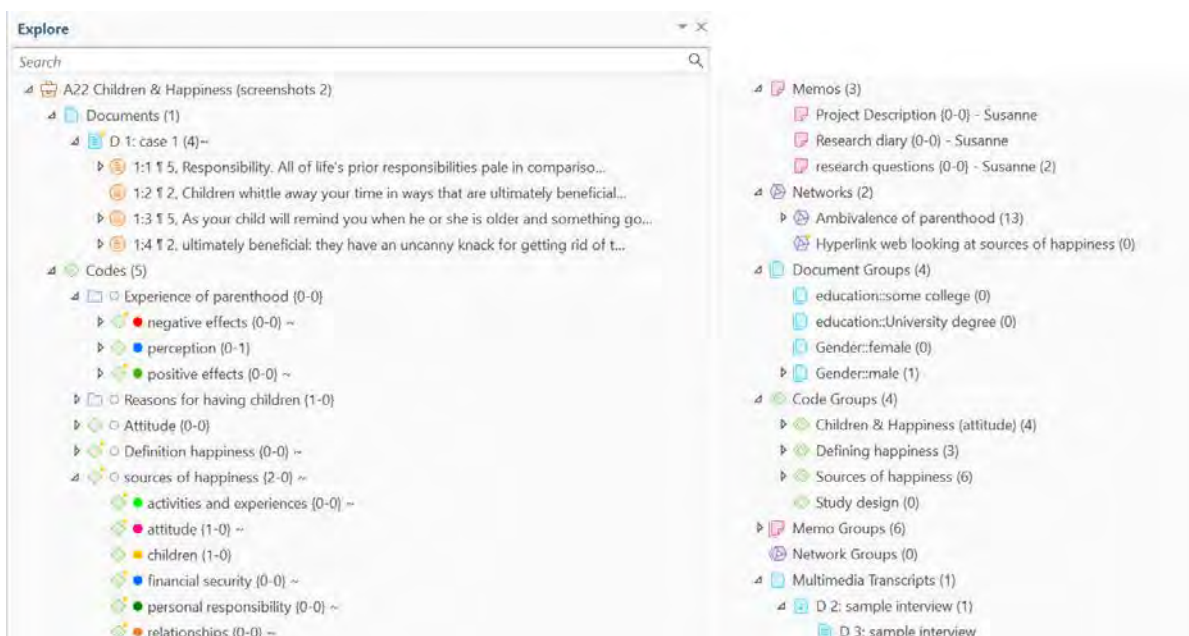 Explore
Search
A22 Children & Happiness (screenshots 2)
Documents (1)
D 1: case 1 (4)~
1:1 ¶ 5, Responsibility. All of life's prior responsibilities pale in compariso...
1:2 ¶ 2, Children whittle away your time in ways that are ultimately beneficial...
1:3 ¶ 5, As your child will remind you when he or she is older and something go...
1:4 ¶ 2, ultimately beneficial: they have an uncanny knack for getting rid of t...
Codes (5)
Experience of parenthood {0-0}
negative effects {0-0} ~
perception {0-1}
positive effects {0-0} ~
Reasons for having children {1-0}
Attitude {0-0}
Definition happiness {0-0} ~
sources of happiness {2-0} ~
activities and experiences {0-0} ~
attitude {1-0} ~
children {1-0}
financial security {0-0} ~
personal responsibility {0-0} ~
relationships {0-0} ~
Memos (3)
Project Description {0-0} - Susanne
Research diary {0-0} - Susanne
research questions {0-0} - Susanne (2)
Networks (2)
Ambivalence of parenthood (13)
Hyperlink web looking at sources of happiness (0)
Document Groups (4)
education::some college (0)
education::University degree (0)
Gender::female (0)
Gender::male (1)
Code Groups (4)
Children & Happiness (attitude) (4)
Defining happiness (3)
Sources of happiness (6)
Study design (0)
Memo Groups (6)
Network Groups (0)
Multimedia Transcripts (1)
D 2: sample interview (1)
D 3: sample interview